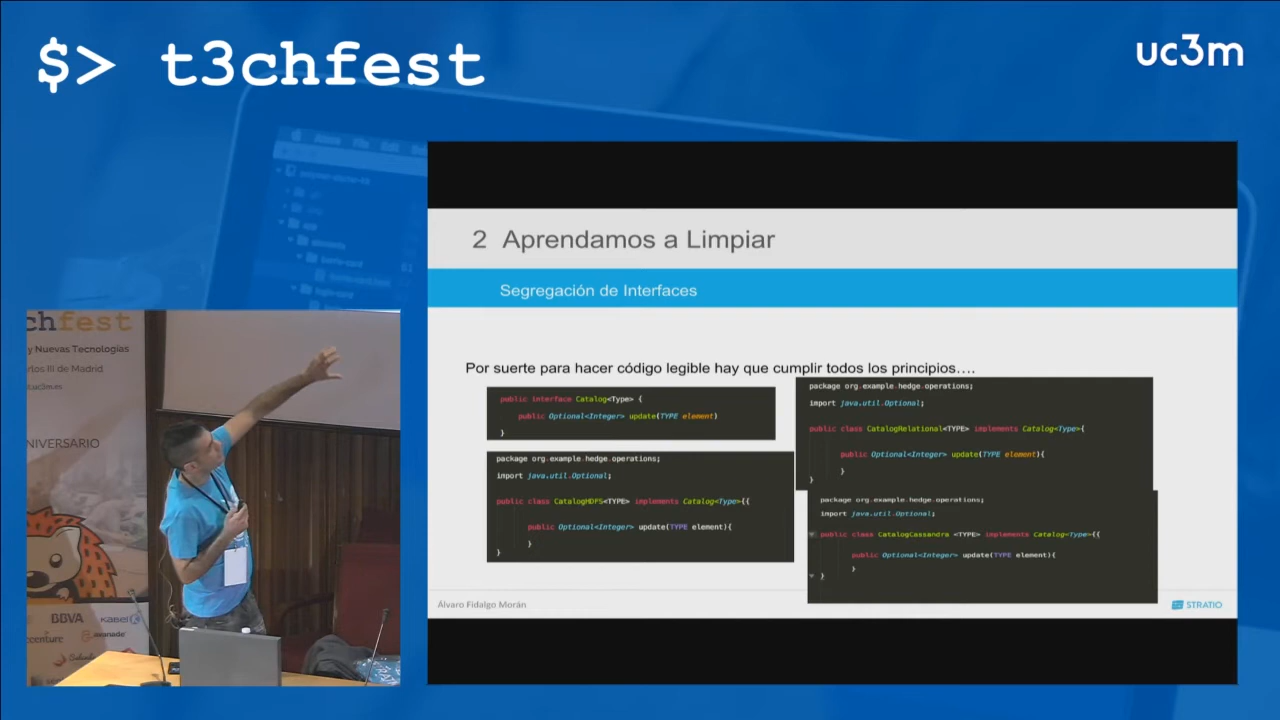 $> t3chfest
uc3m
2 Aprendamos a Limpiar
Segregación de Interfaces
Por suerte para hacer código legible hay que cumplir todos los principios….
public interface Catalog<Type> {
public Optional<Integer> update(TYPE element)
}
package org.example.hedge.operations;
import java.util.Optional;
public class CatalogHDFS<TYPE> implements Catalog<Type>{{
public Optional<Integer> update(TYPE element){
}
}
package org.example.hedge.operations;
import java.util.Optional;
public class CatalogRelational<TYPE> implements Catalog<Type>{
public Optional<Integer> update(TYPE element){
}
}
package org.example.hedge.operations;
import java.util.Optional;
public class CatalogCassandra <TYPE> implements Catalog<Type>{{
public Optional<Integer> update(TYPE element){
}
}
Álvaro Fidalgo Morán
STRATIO
chfest
y Nuevas Tecnologías
rlos III de Madrid
uc3m
NIVERSARIO
BBVA
Kabel
ccenture
avanade